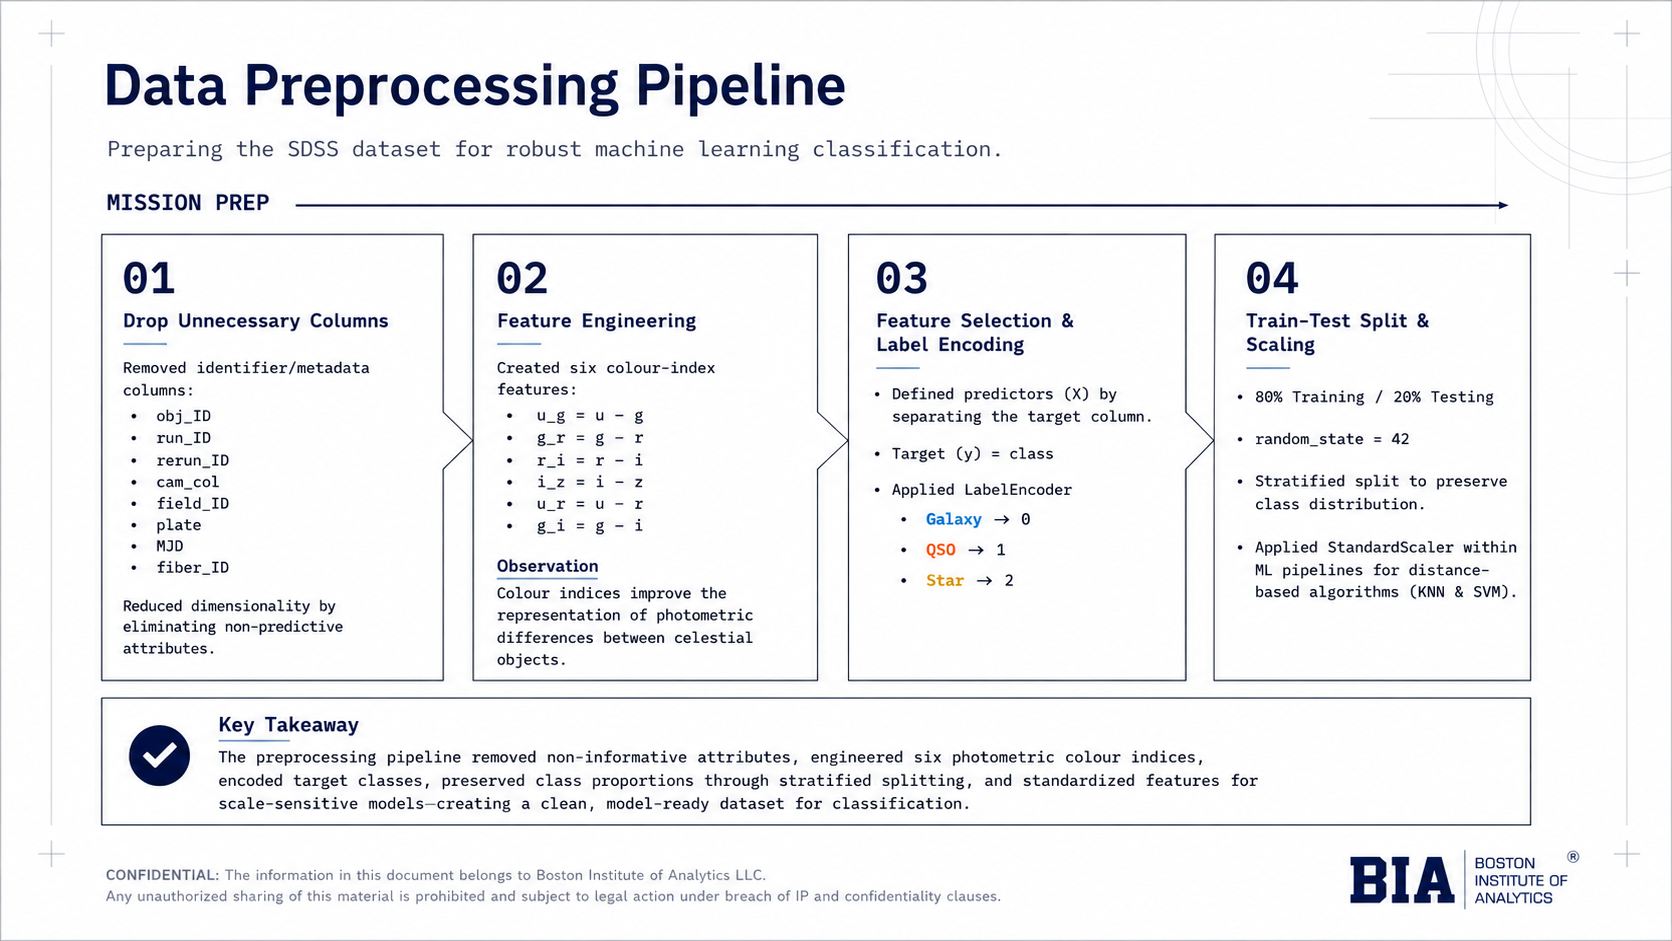 Data Preprocessing Pipeline
Preparing the SDSS dataset for robust machine learning classification.
MISSION PREP
01
Drop Unnecessary Columns
Removed identifier/metadata
columns:
• obj_ID
• run_ID
• rerun_ID
• cam_col
• field_ID
• plate
• MJD
• fiber_ID
Reduced dimensionality by
eliminating non-predictive
attributes.
02
Feature Engineering
Created six colour-index
features:
• u_g = u - g
• g_r = g - r
• r_i = r - i
• i_z = i - z
• u_r = u - r
• g_i = g - i
Observation
Colour indices improve the
representation of photometric
differences between celestial
objects.
03
Feature Selection &
Label Encoding
• Defined predictors (X) by
separating the target column.
• Target (y) = class
• Applied LabelEncoder
• Galaxy → 0
• QSO → 1
• Star → 2
04
Train-Test Split &
Scaling
• 80% Training / 20% Testing
• random_state = 42
• Stratified split to preserve
class distribution.
• Applied StandardScaler within
ML pipelines for distance-
based algorithms (KNN & SVM).
Key Takeaway
The preprocessing pipeline removed non-informative attributes, engineered six photometric colour indices,
encoded target classes, preserved class proportions through stratified splitting, and standardized features for
scale-sensitive models—creating a clean, model-ready dataset for classification.
CONFIDENTIAL: The information in this document belongs to Boston Institute of Analytics LLC.
Any unauthorized sharing of this material is prohibited and subject to legal action under breach of IP and confidentiality clauses.
BIA
BOSTON
INSTITUTE OF
ANALYTICS
®